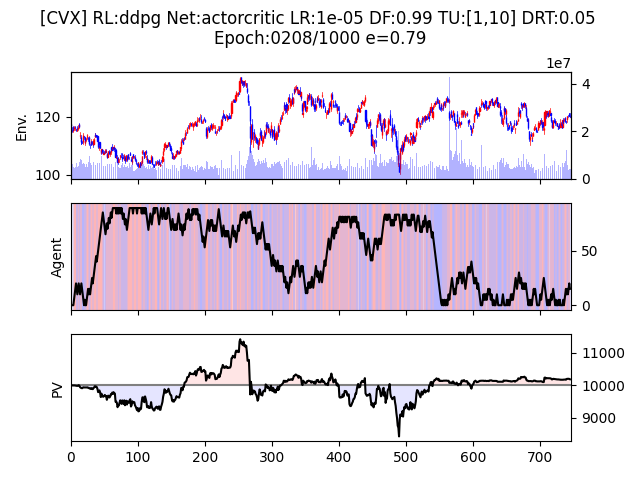 [CVX] RL:ddpg Net:actorcritic LR:1e-05 DF:0.99 TU:[1,10] DRT:0.05
Epoch:0208/1000 e=0.79
1e7
Env.
120
100
4
2
0
Agent
50
0
PV
11000
10000
9000
0 100 200 300 400 500 600 700